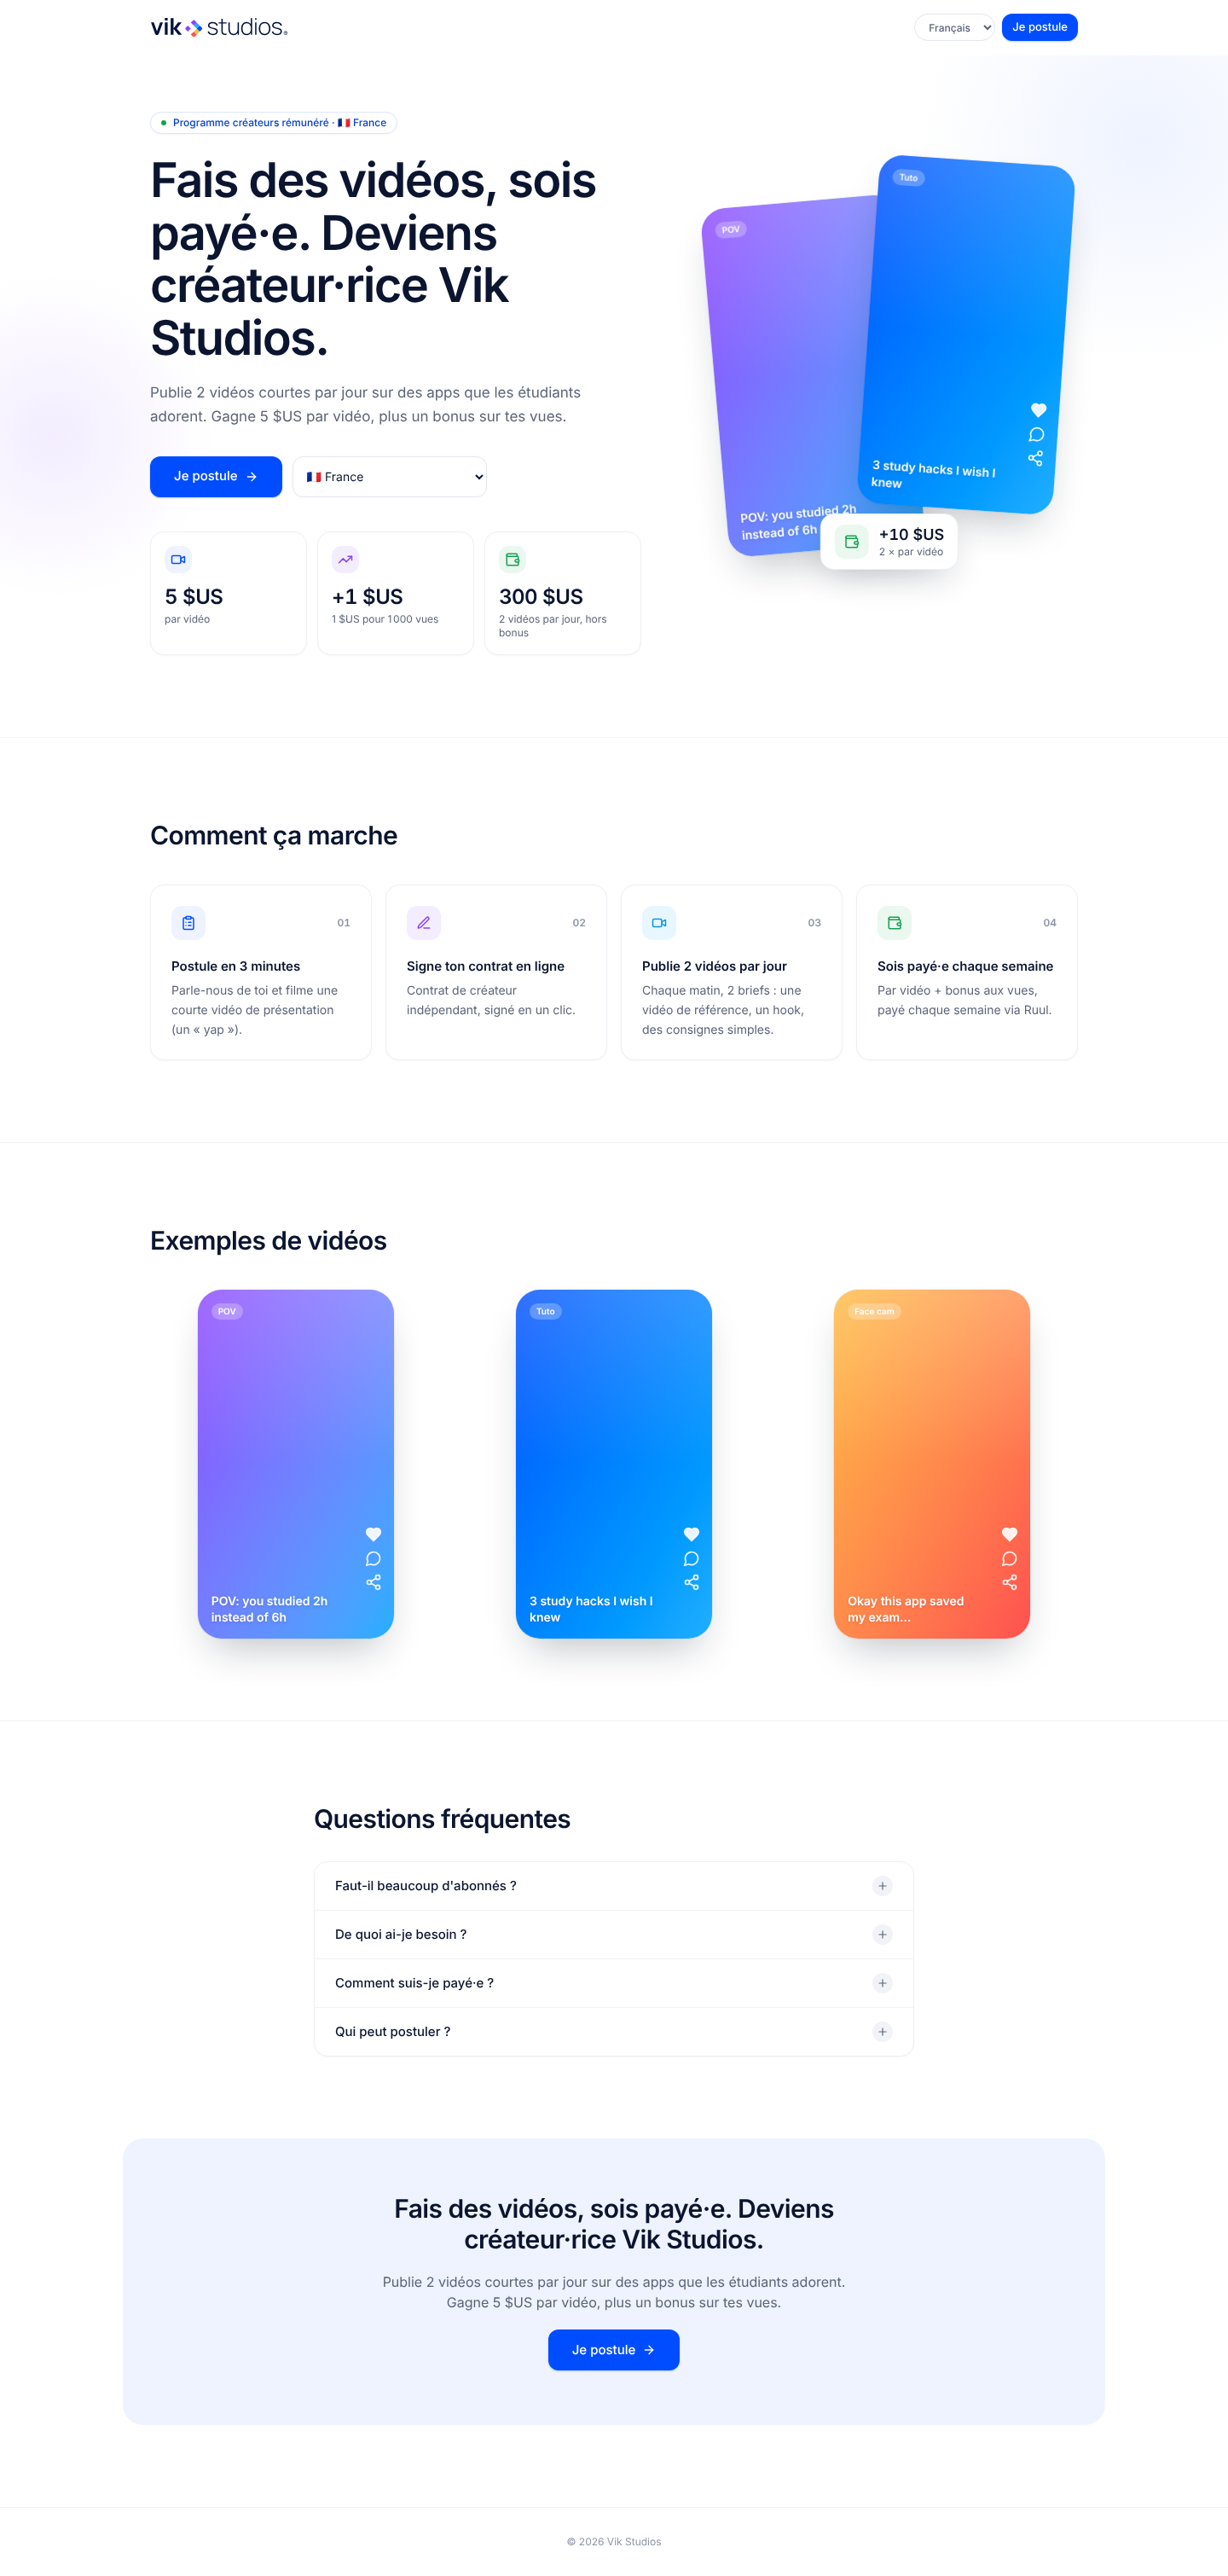 vik studios®
Français
Je postule
Programme créateurs rémunéré · 🇫🇷 France
Fais des vidéos, sois
payé·e. Deviens
créateur·rice Vik
Studios.
Publie 2 vidéos courtes par jour sur des apps que les étudiants
adorent. Gagne 5 $US par vidéo, plus un bonus sur tes vues.
Je postule →
🇫🇷 France
5 $US
par vidéo
+1 $US
1 $US pour 1 000 vues
300 $US
2 vidéos par jour, hors
bonus
POV
POV: you studied 2h
instead of 6h
Tuto
3 study hacks I wish I
knew
+10 $US
2 × par vidéo
Comment ça marche
01
Postule en 3 minutes
Parle-nous de toi et filme une
courte vidéo de présentation
(un « yap »).
02
Signe ton contrat en ligne
Contrat de créateur
indépendant, signé en un clic.
03
Publie 2 vidéos par jour
Chaque matin, 2 briefs : une
vidéo de référence, un hook,
des consignes simples.
04
Sois payé·e chaque semaine
Par vidéo + bonus aux vues,
payé chaque semaine via Ruul.
Exemples de vidéos
POV
POV: you studied 2h
instead of 6h
Tuto
3 study hacks I wish I
knew
Face cam
Okay this app saved
my exam…
Questions fréquentes
Faut-il beaucoup d'abonnés ?
De quoi ai-je besoin ?
Comment suis-je payé·e ?
Qui peut postuler ?
Fais des vidéos, sois payé·e. Deviens
créateur·rice Vik Studios.
Publie 2 vidéos courtes par jour sur des apps que les étudiants adorent.
Gagne 5 $US par vidéo, plus un bonus sur tes vues.
Je postule →
© 2026 Vik Studios